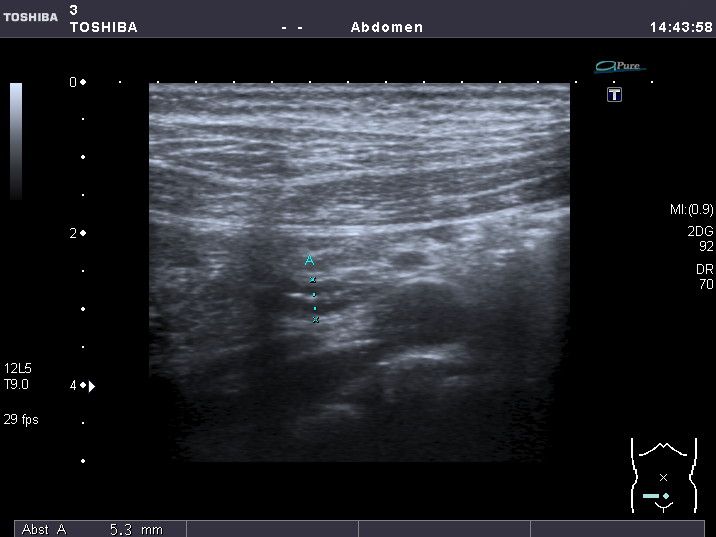 TOSHIBA
3
TOSHIBA - - Abdomen 14:43:58
Pure
T
0
MI:(0.9)
2DG
92
DR
70
2
A
12L5
T9.0
4
29 fps
Abst A 5.3 mm